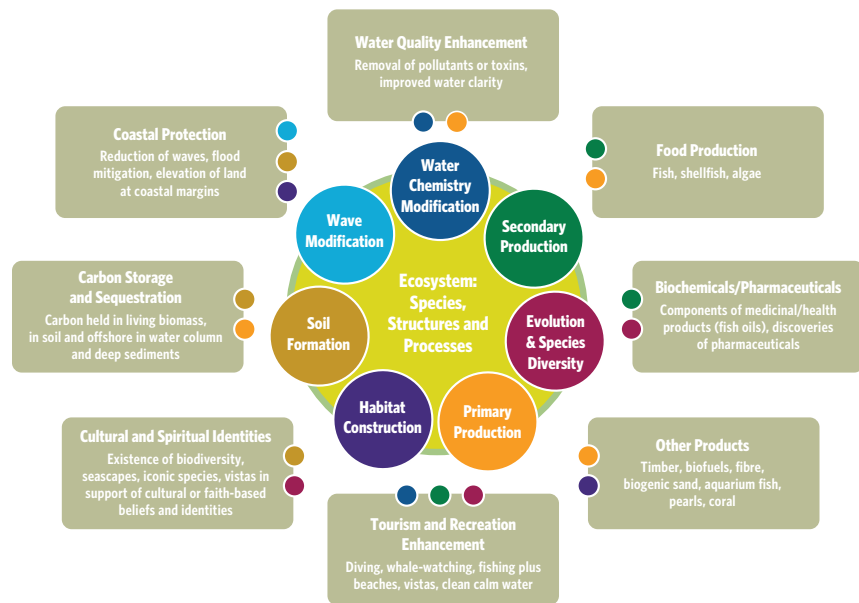 Water Quality Enhancement
Removal of pollutants or toxins,
improved water clarity
Coastal Protection
Reduction of waves, flood
mitigation, elevation of land
at coastal margins
Food Production
Fish, shellfish, algae
Water
Chemistry
Modification
Wave
Modification
Secondary
Production
Carbon Storage
and Sequestration
Carbon held in living biomass,
in soil and offshore in water column
and deep sediments
Ecosystem:
Species,
Structures and
Processes
Biochemicals/Pharmaceuticals
Components of medicinal/health
products (fish oils), discoveries
of pharmaceuticals
Soil
Formation
Evolution
& Species
Diversity
Habitat
Construction
Primary
Production
Cultural and Spiritual Identities
Existence of biodiversity,
seascapes, iconic species, vistas in
support of cultural or faith-based
beliefs and identities
Other Products
Timber, biofuels, fibre,
biogenic sand, aquarium fish,
pearls, coral
Tourism and Recreation
Enhancement
Diving, whale-watching, fishing plus
beaches, vistas, clean calm water